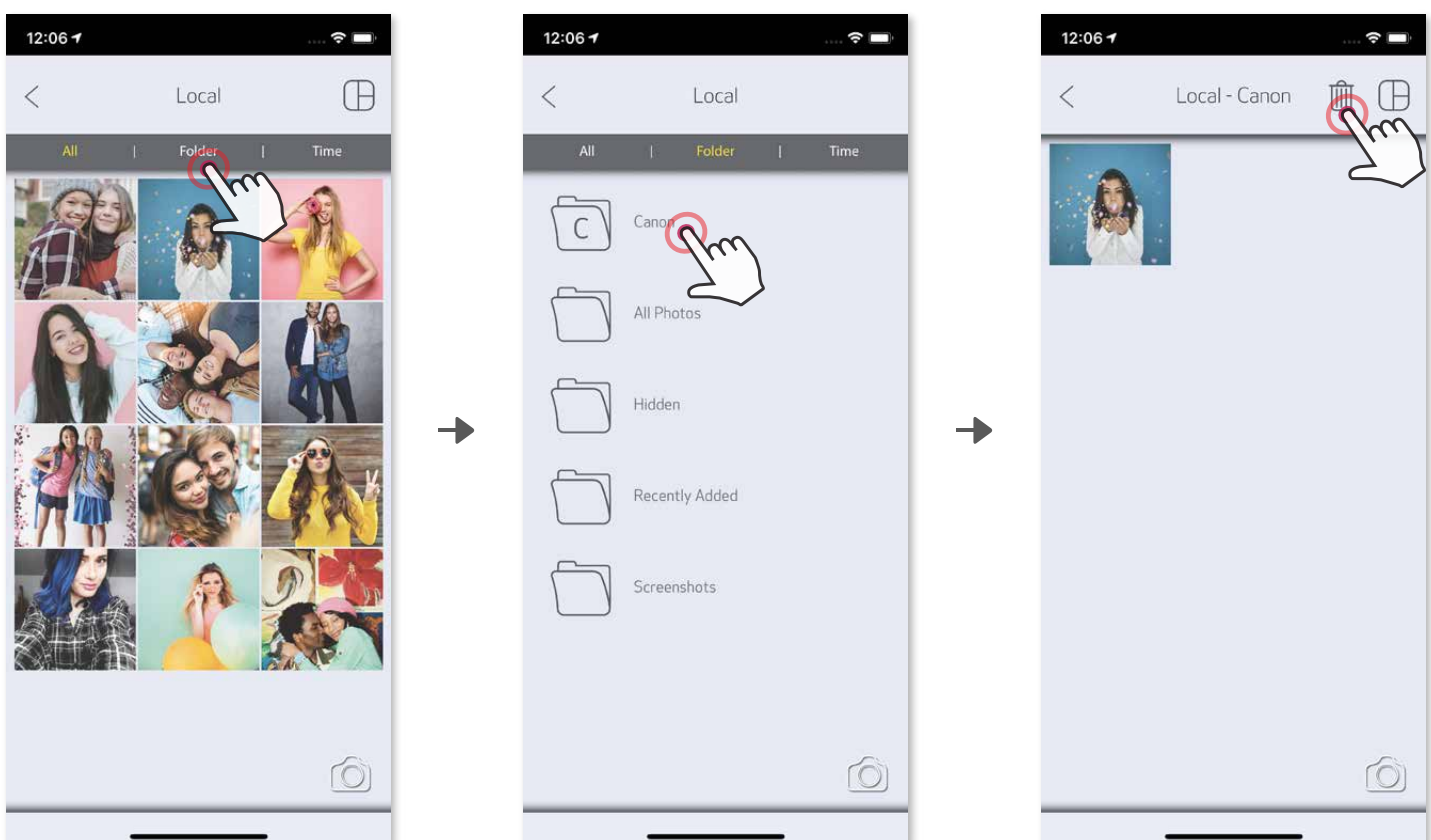 12:06
Local
All | Folder | Time
12:06
Local
All | Folder | Time
C
Canon
All Photos
Hidden
Recently Added
Screenshots
12:06
Local - Canon